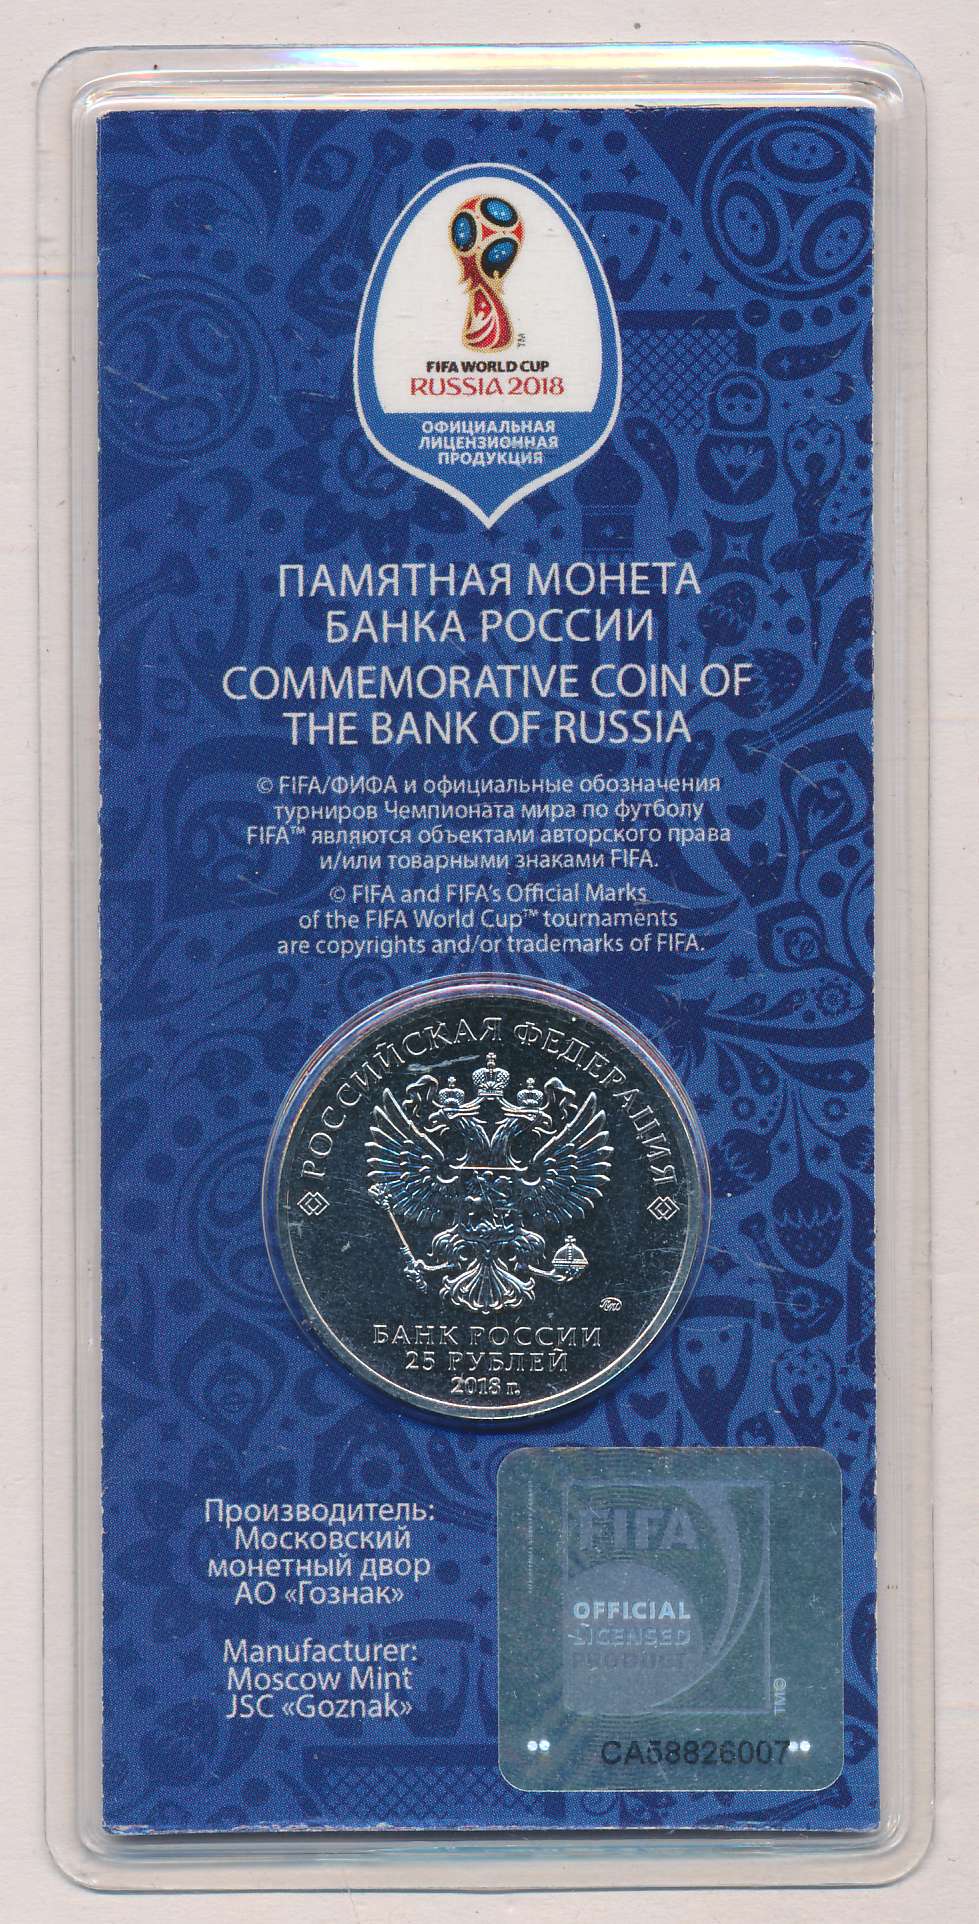 FIFA WORLD CUP
RUSSIA 2018
TM
ОФИЦИАЛЬНАЯ
ЛИЦЕНЗИОННАЯ
ПРОДУКЦИЯ
ПАМЯТНАЯ МОНЕТА
БАНКА РОССИИ
COMMEMORATIVE COIN OF
THE BANK OF RUSSIA
© FIFA/ФИФА и официальные обозначения
турниров Чемпионата мира по футболу
FIFA™ являются объектами авторского права
и/или товарными знаками FIFA.
© FIFA and FIFA's Official Marks
of the FIFA World Cup™ tournaments
are copyrights and/or trademarks of FIFA.
РОССИЙСКАЯ ФЕДЕРАЦИЯ
ММД
БАНК РОССИИ
25 РУБЛЕЙ
2018 г.
Производитель:
Московский
монетный двор
АО «Гознак»
Manufacturer:
Moscow Mint
JSC «Goznak»
FIFA
OFFICIAL
LICENSED
PRODUCT
TM©
CA58826007